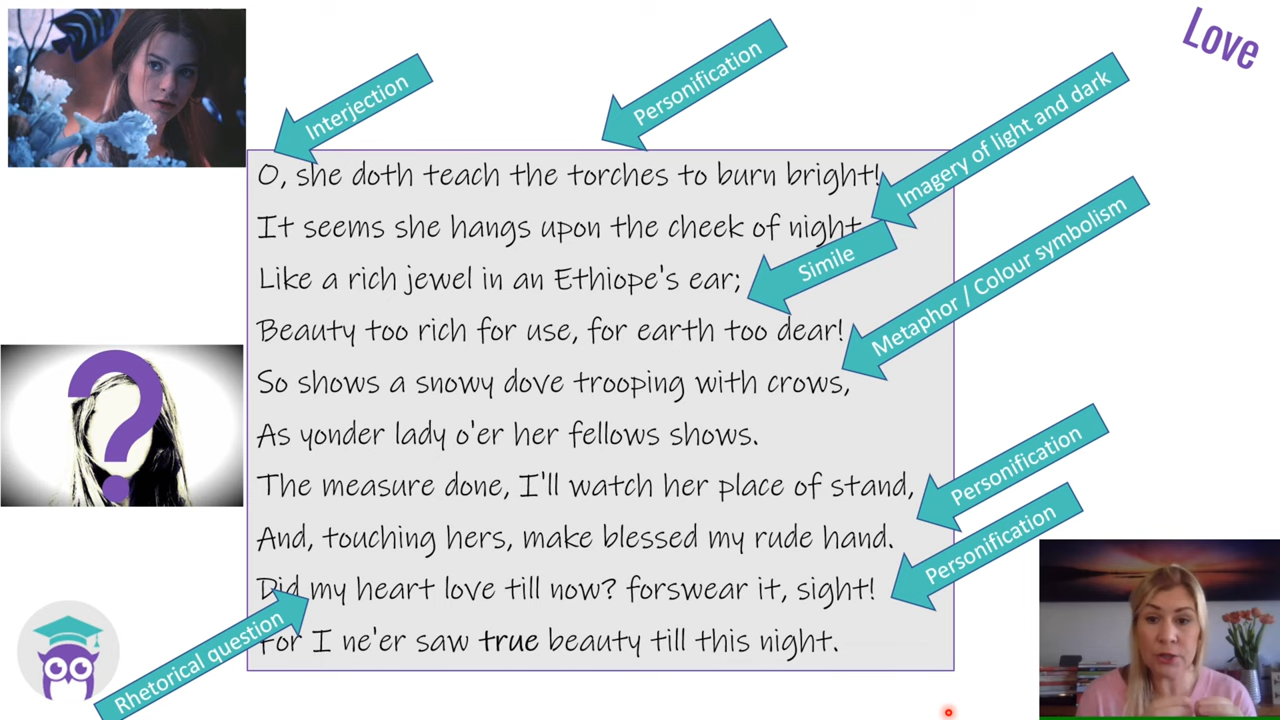 Love
Interjection
Personification
Imagery of light and dark
O, she doth teach the torches to burn bright!
It seems she hangs upon the cheek of night
Simile
Like a rich jewel in an Ethiope's ear;
Metaphor / Colour symbolism
Beauty too rich for use, for earth too dear!
So shows a snowy dove trooping with crows,
As yonder lady o'er her fellows shows.
Personification
The measure done, I'll watch her place of stand,
Personification
And, touching hers, make blessed my rude hand.
Did my heart love till now? forswear it, sight!
Rhetorical question
For I ne'er saw true beauty till this night.
?